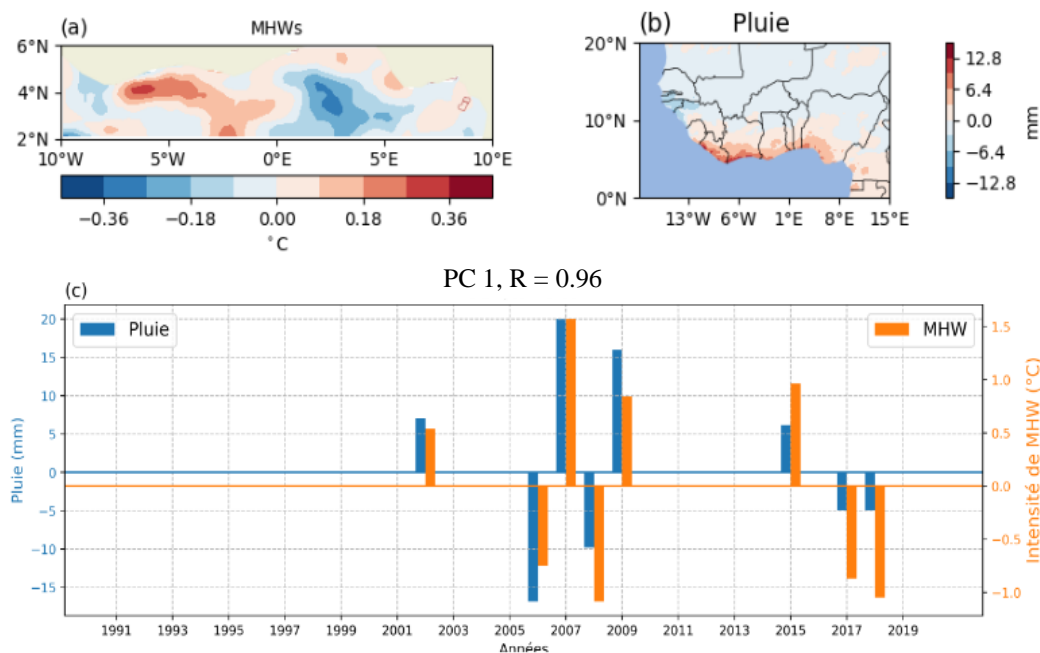 (a)
MHWs
6°N
4°N
2°N
10°W 5°W 0°E 5°E 10°E
−0.36 −0.18 0.00 0.18 0.36
°C
(b) Pluie
20°N
10°N
0°N
13°W 6°W 1°E 8°E 15°E
12.8
6.4
0.0
−6.4
−12.8
mm
PC 1, R = 0.96
(c)
Pluie
MHW
20
15
10
5
0
−5
−10
−15
Pluie (mm)
1.5
1.0
0.5
0.0
−0.5
−1.0
Intensité de MHW (°C)
1991 1993 1995 1997 1999 2001 2003 2005 2007 2009 2011 2013 2015 2017 2019
Années